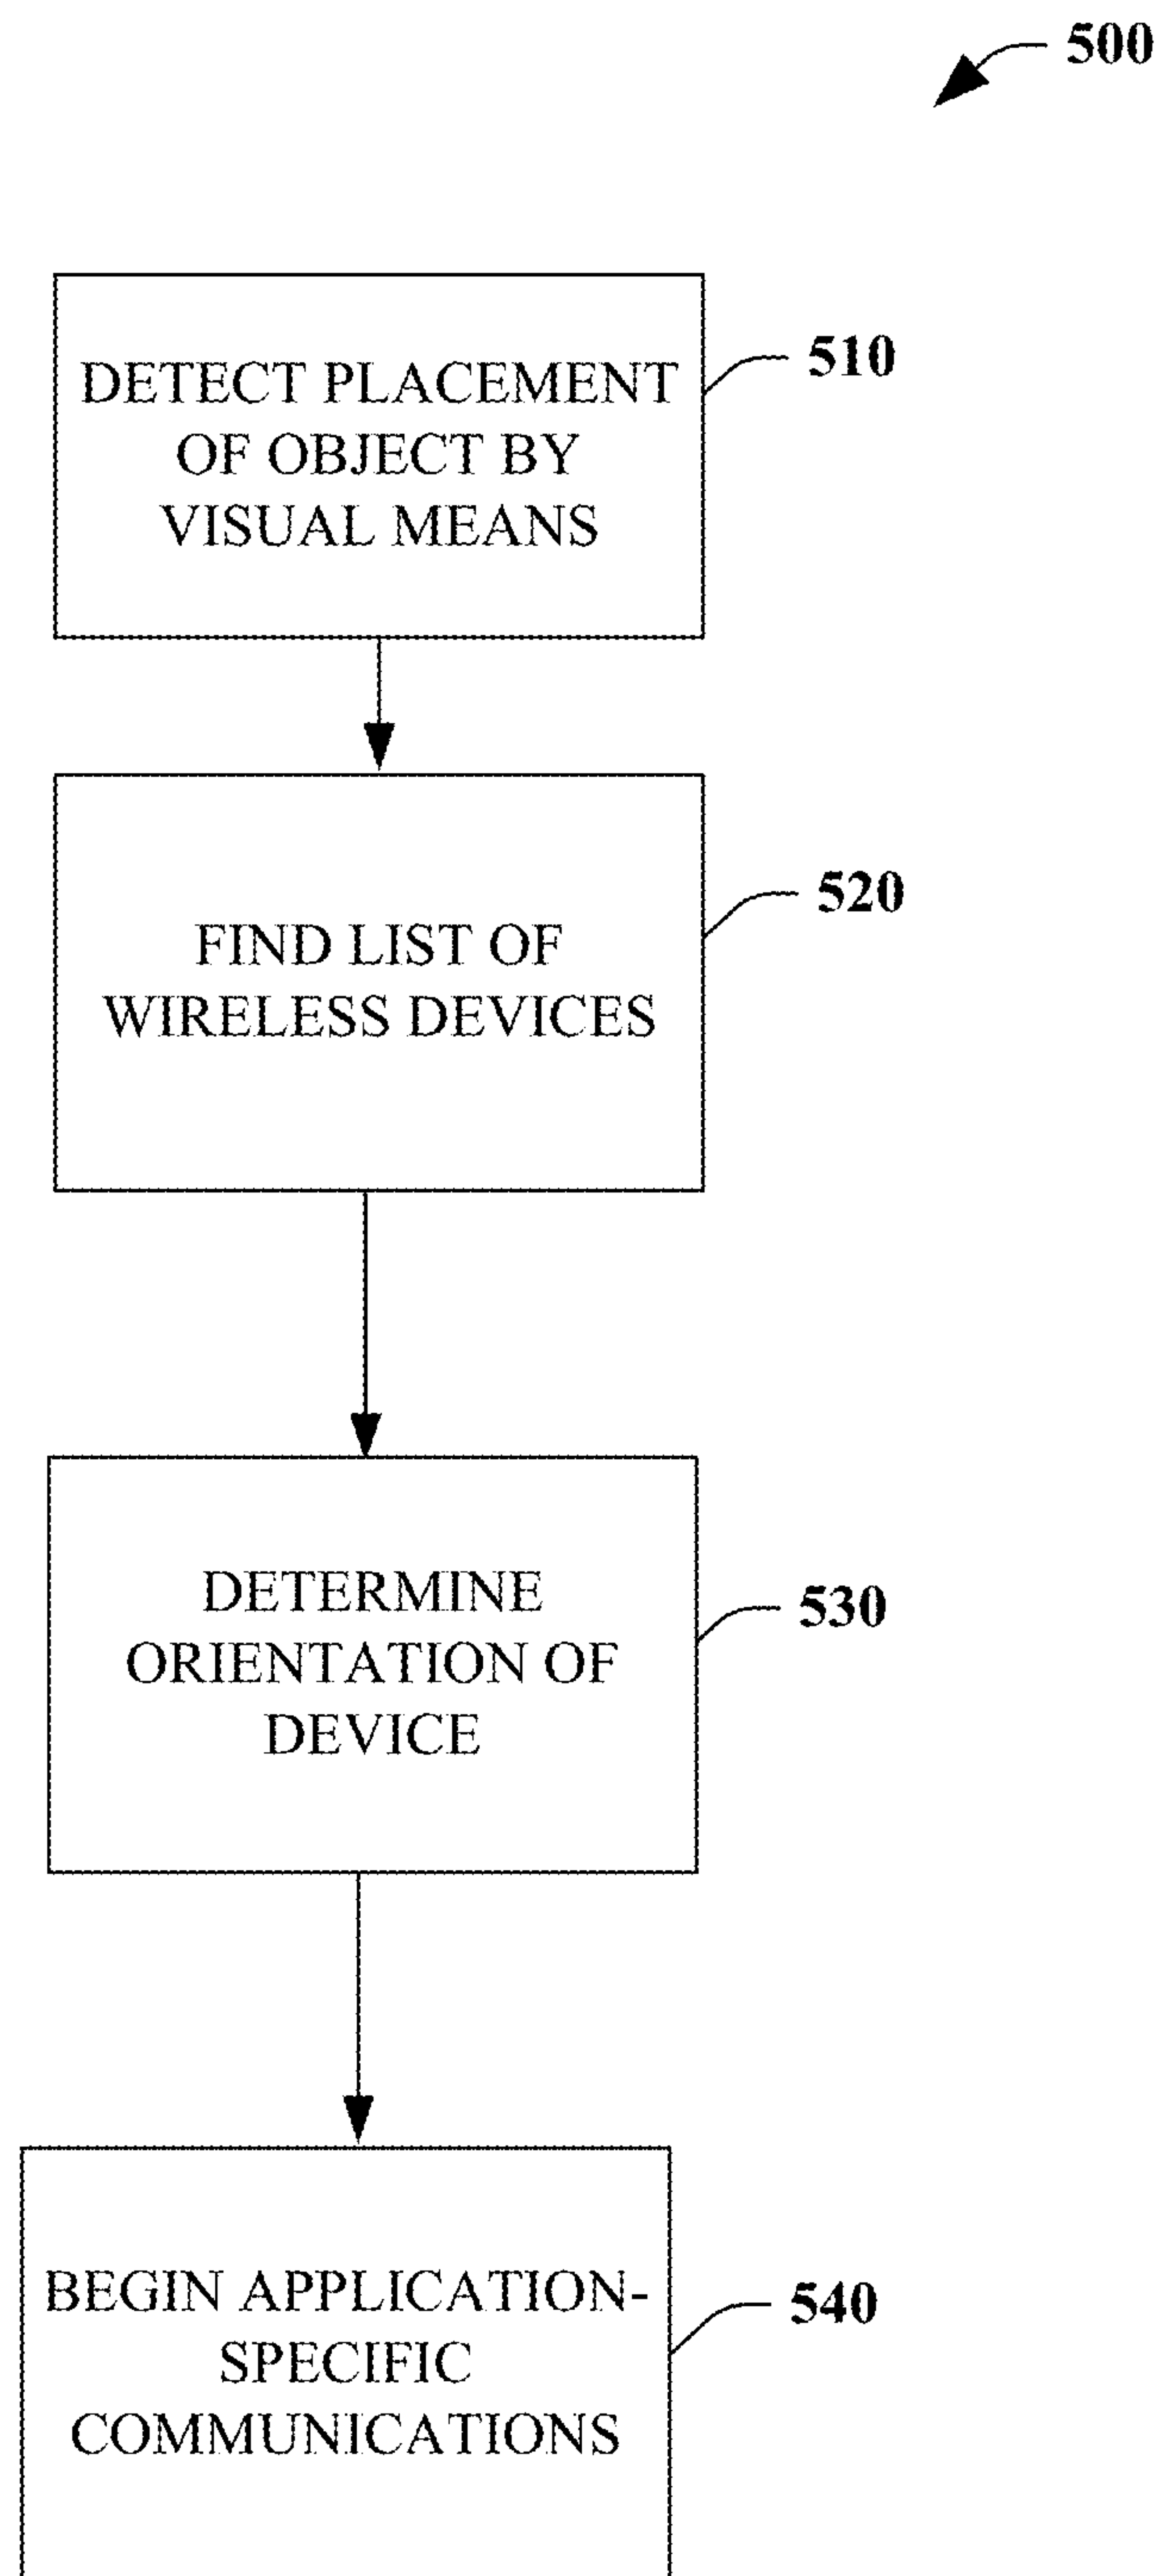 500
DETECT PLACEMENT
OF OBJECT BY
VISUAL MEANS
510
FIND LIST OF
WIRELESS DEVICES
520
DETERMINE
ORIENTATION OF
DEVICE
530
BEGIN APPLICATION-
SPECIFIC
COMMUNICATIONS
540